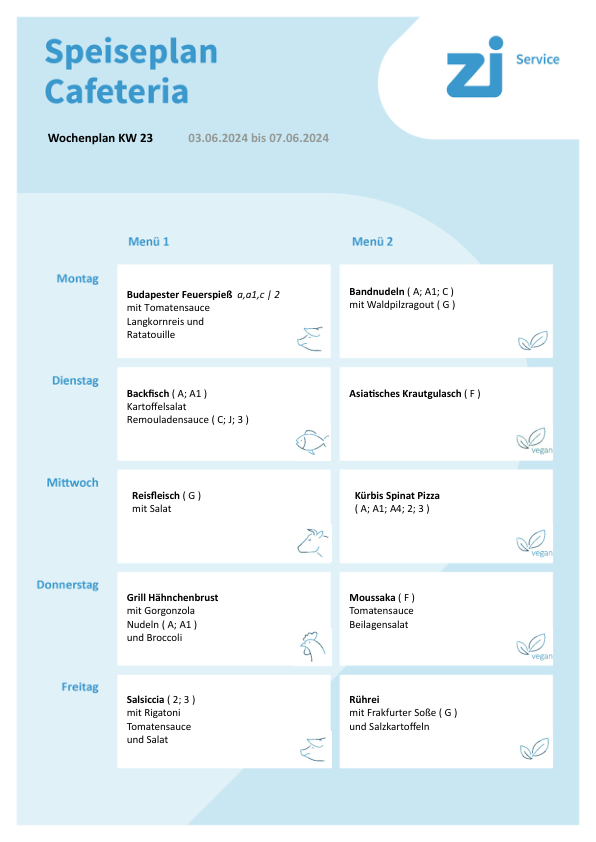 Speiseplan
Cafeteria
zi Service
Wochenplan KW 23 03.06.2024 bis 07.06.2024
Menü 1 Menü 2
Montag
Budapester Feuerspieß a,a1,c | 2
mit Tomatensauce
Langkornreis und
Ratatouille
Bandnudeln ( A; A1; C )
mit Waldpilzragout ( G )
Dienstag
Backfisch ( A; A1 )
Kartoffelsalat
Remouladensauce ( C; J; 3 )
Asiatisches Krautgulasch ( F )
vegan
Mittwoch
Reisfleisch ( G )
mit Salat
Kürbis Spinat Pizza
( A; A1; A4; 2; 3 )
vegan
Donnerstag
Grill Hähnchenbrust
mit Gorgonzola
Nudeln ( A; A1 )
und Broccoli
Moussaka ( F )
Tomatensauce
Beilagensalat
vegan
Freitag
Salsiccia ( 2; 3 )
mit Rigatoni
Tomatensauce
und Salat
Rührei
mit Frakfurter Soße ( G )
und Salzkartoffeln